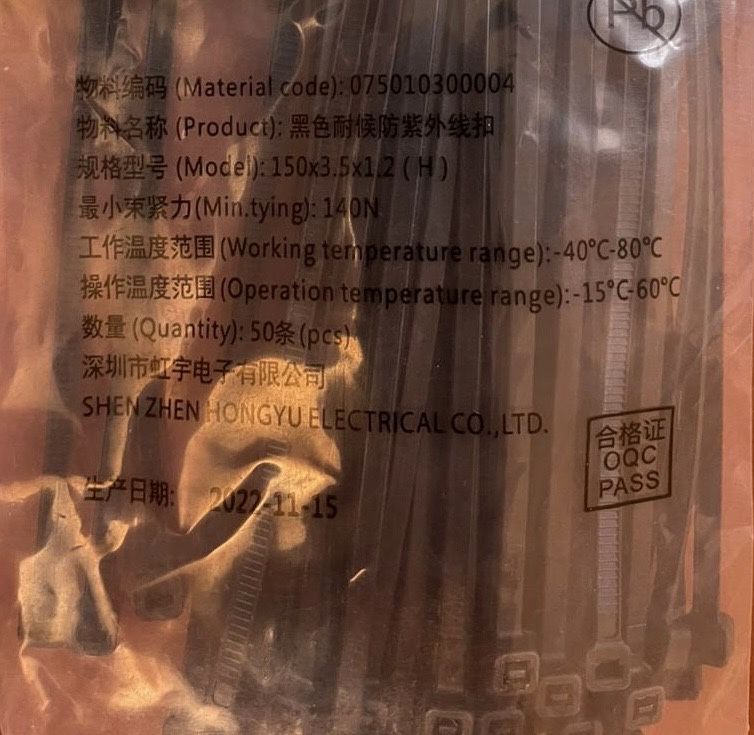 Pb
物料编码 (Material code): 075010300004
物料名称 (Product): 黑色耐候防紫外线扣
规格型号 (Model): 150x3.5x1.2 ( H )
最小束紧力(Min.tying): 140N
工作温度范围(Working temperature range):-40℃-80℃
操作温度范围(Operation temperature range):-15℃-60℃
数量 (Quantity): 50条(pcs)
深圳市虹宇电子有限公司
SHEN ZHEN HONGYU ELECTRICAL CO.,LTD.
合格证
OQC
PASS
生产日期: 2022-11-15